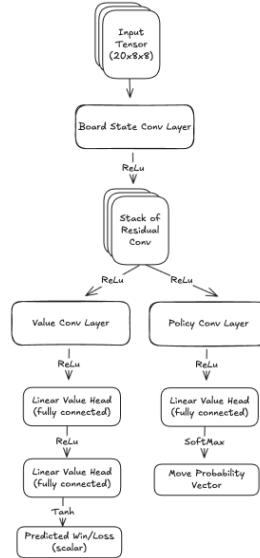 Input
Tensor
(20x8x8)
Board State Conv Layer
ReLu
Stack of
Residual
Conv
ReLu
ReLu
Value Conv Layer
Policy Conv Layer
ReLu
ReLu
Linear Value Head
(fully connected)
Linear Value Head
(fully connected)
ReLu
SoftMax
Linear Value Head
(fully connected)
Move Probability
Vector
Tanh
Predicted Win/Loss
(scalar)